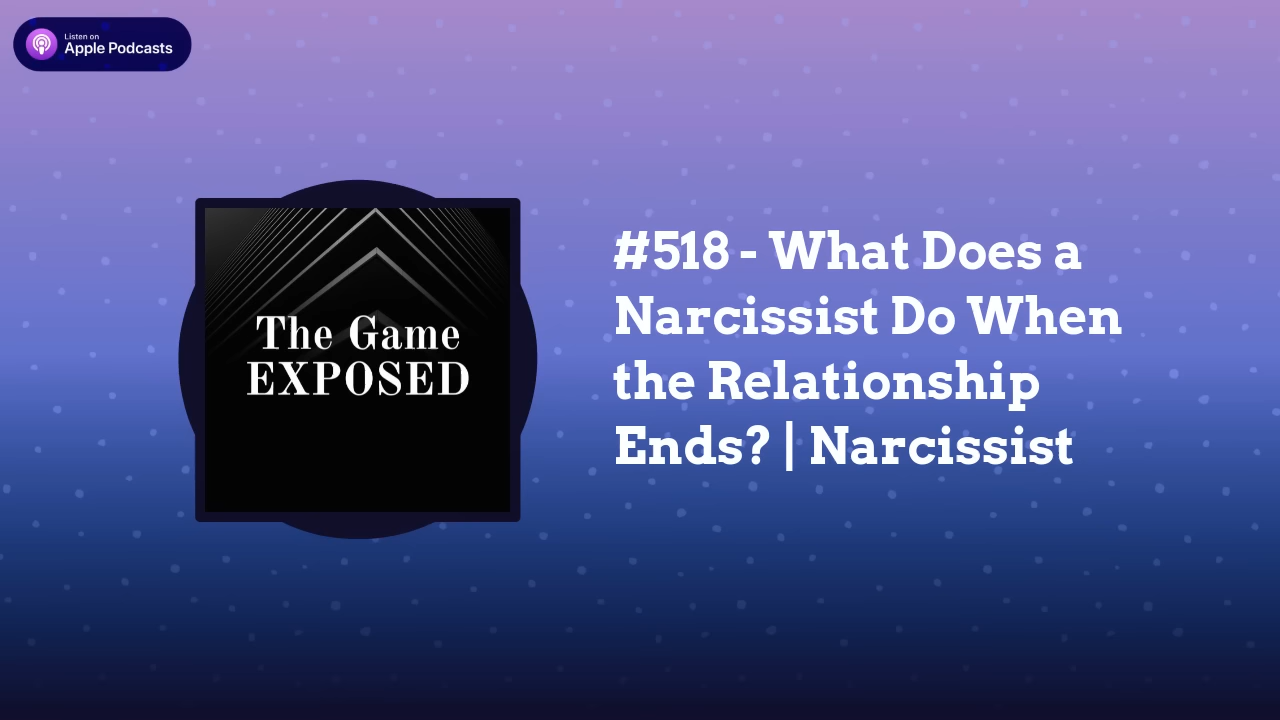 Listen on
Apple Podcasts
The Game
EXPOSED
#518 - What Does a
Narcissist Do When
the Relationship
Ends? | Narcissist